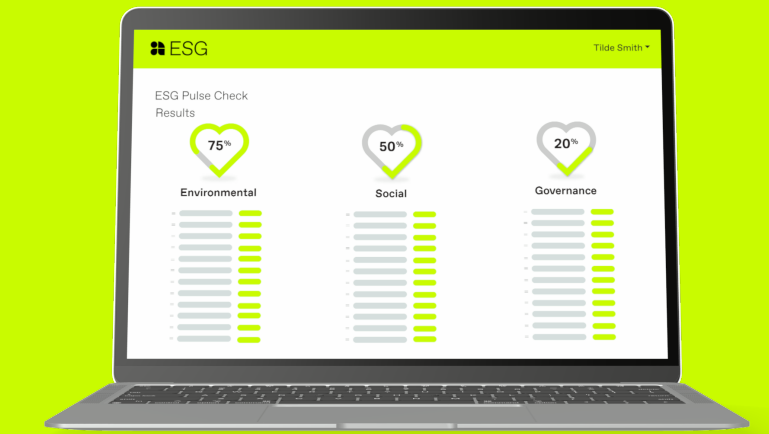 ESG
Tilde Smith
ESG Pulse Check
Results
75%
50%
20%
Environmental
Social
Governance